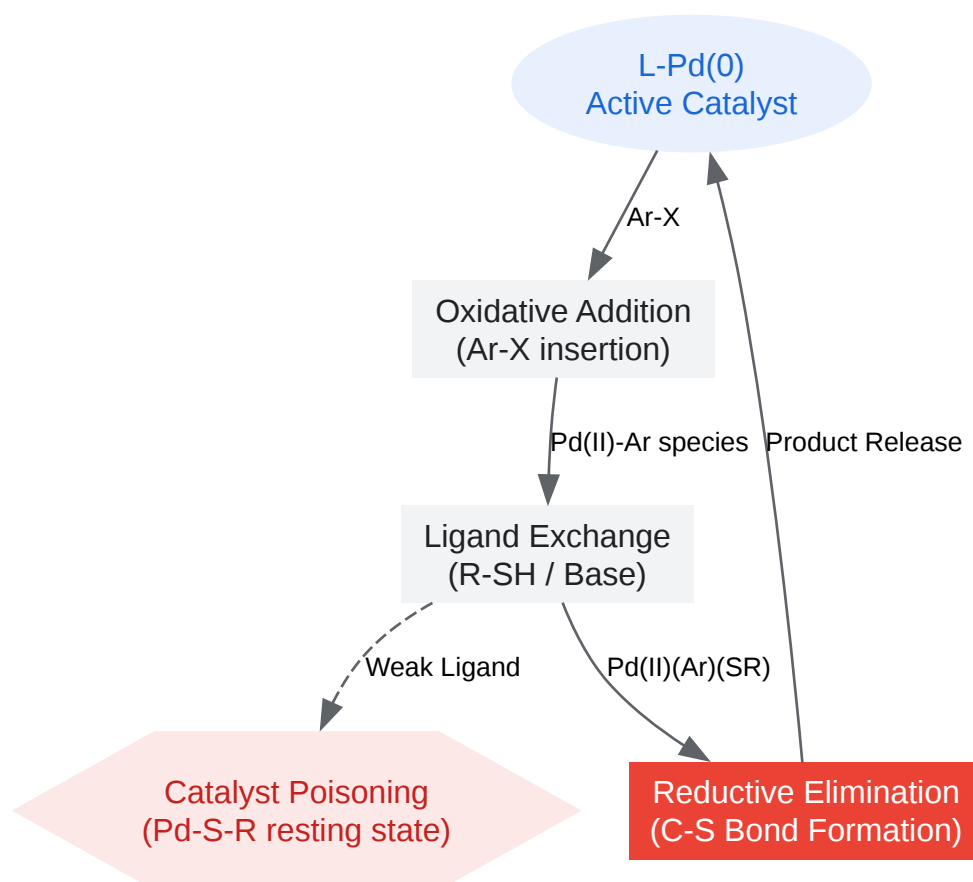 L-Pd(0)
Active Catalyst
Ar-X
Oxidative Addition
(Ar-X insertion)
Pd(II)-Ar species
Product Release
Ligand Exchange
(R-SH / Base)
Weak Ligand
Pd(II)(Ar)(SR)
Catalyst Poisoning
(Pd-S-R resting state)
Reductive Elimination
(C-S Bond Formation)